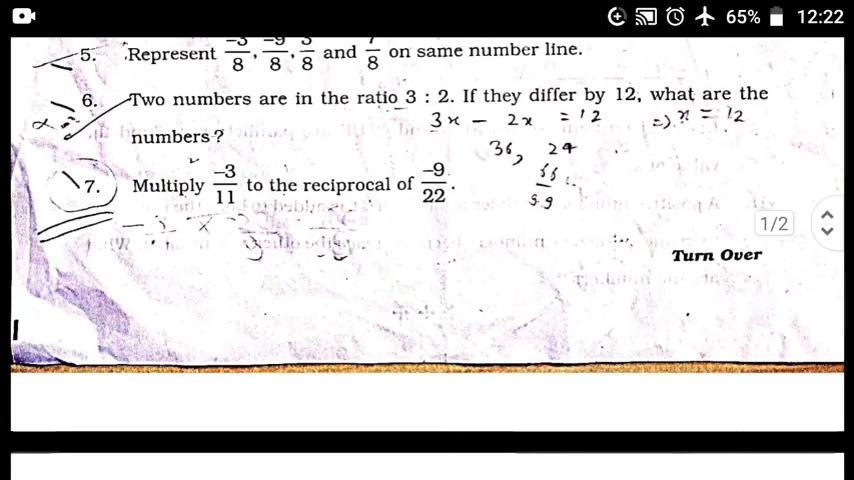 65% 12:22
5. Represent -3/8, -9/8, 3/8 and 7/8 on same number line.
6. Two numbers are in the ratio 3 : 2. If they differ by 12, what are the
3x - 2x = 12 => x = 12
numbers?
36, 24
7. Multiply -3/11 to the reciprocal of -9/22.
1/2
Turn Over